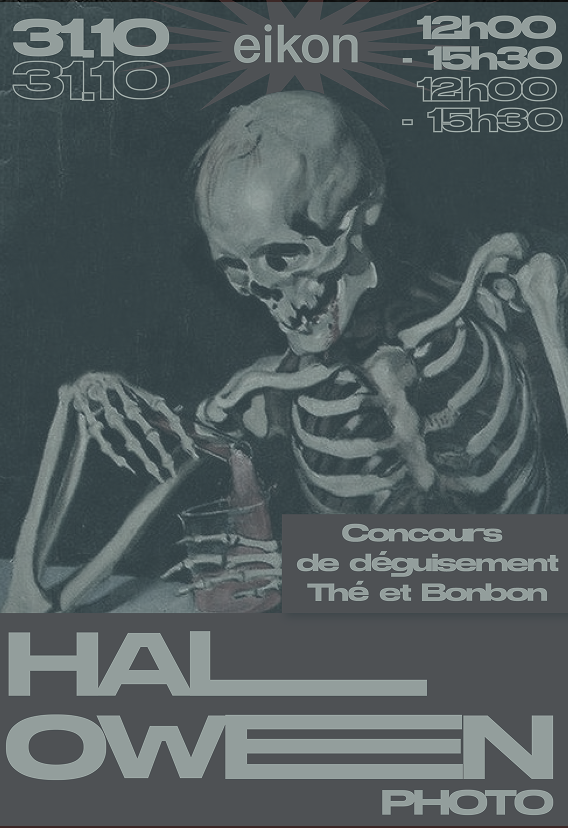 31.10
31.10
eikon
12h00
- 15h30
12h00
- 15h30
Concours
de déguisement
Thé et Bonbon
HAL
OWEEN
PHOTO